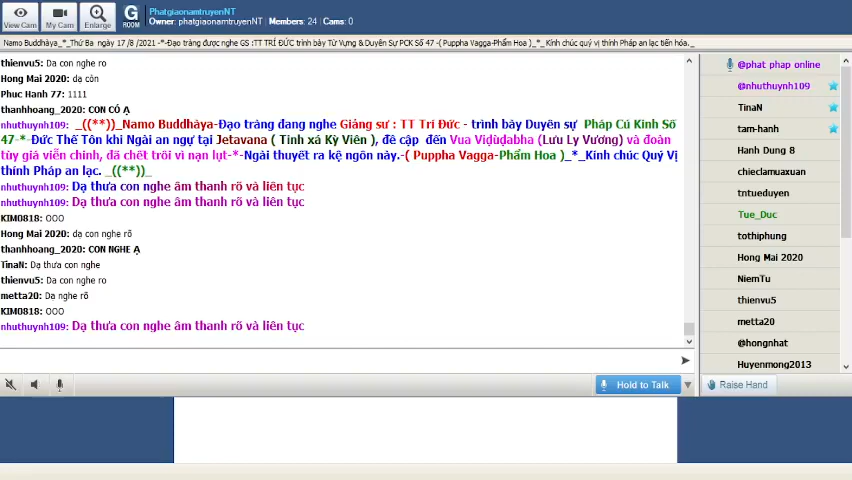 View Cam
My Cam
Enlarge
G
ROOM
PhatgiaonamtruyenNT
Owner: phatgiaonamtruyenNT | Members: 24 | Cams: 0
Namo Buddhàya_*_Thứ Ba ngày 17 /8 /2021 -*-Đạo tràng được nghe GS :TT TRÍ ĐỨC trình bày Từ Vựng & Duyên Sự PCK Số 47 -( Puppha Vagga-Phẩm Hoa )_*_ Kính chúc quý vị thính Pháp an lạc tiến hóa._
thienvu5: Da con nghe ro
Hong Mai 2020: dạ côn
Phuc Hanh 77: 1111
thanhhoang_2020: CON CÓ Ạ
nhuthuynh109: _((**))_Namo Buddhàya-Đạo tràng đang nghe Giảng sư : TT Trí Đức - trình bày Duyên sự Pháp Cú Kinh Số
47-*-Đức Thế Tôn khi Ngài an ngự tại Jetavana ( Tinh xá Kỳ Viên ), đề cập đến Vua Viḍūḍabha (Lưu Ly Vương) và đoàn
tùy giá viễn chinh, đã chết trôi vì nạn lụt-*-Ngài thuyết ra kệ ngôn này.-( Puppha Vagga-Phẩm Hoa )_*_Kính chúc Quý Vị
thính Pháp an lạc. _((**))_
nhuthuynh109: Dạ thưa con nghe âm thanh rõ và liên tục
nhuthuynh109: Dạ thưa con nghe âm thanh rõ và liên tục
KIM0818: OOO
Hong Mai 2020: dạ con nghe rõ
thanhhoang_2020: CON NGHE Ạ
TinaN: Dạ thưa con nghe
thienvu5: Da con nghe ro
metta20: Dạ nghe rõ
KIM0818: OOO
nhuthuynh109: Dạ thưa con nghe âm thanh rõ và liên tục
Hold to Talk
@phat phap online
@nhuthuynh109
TinaN
tam-hanh
Hanh Dung 8
chieclamuaxuan
tntueduyen
Tue_Duc
tothiphung
Hong Mai 2020
NiemTu
thienvu5
metta20
@hongnhat
Huyenmong2013
Raise Hand